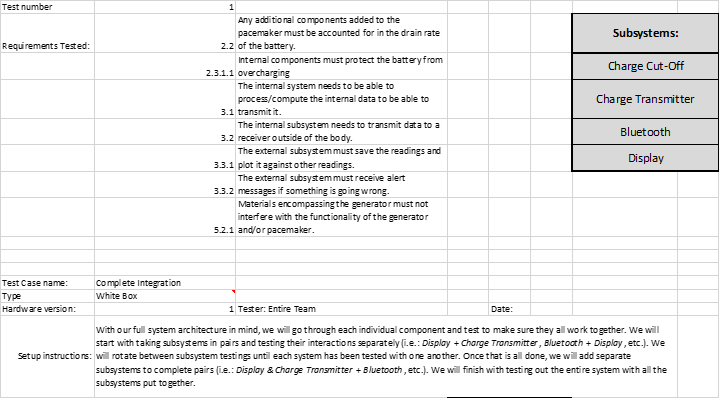 Test number 1
Any additional components added to the
pacemaker must be accounted for in the drain rate
Requirements Tested: 2.2 of the battery.
Internal components must protect the battery from
2.3.1.1 overcharging
The internal system needs to be able to
process/compute the internal data to be able to
3.1 transmit it.
The internal subsystem needs to transmit data to a
3.2 receiver outside of the body.
The external subsystem must save the readings and
3.3.1 plot it against other readings.
The external subsystem must receive alert
3.3.2 messages if something is going wrong.
Materials encompassing the generator must not
interfere with the functionality of the generator
5.2.1 and/or pacemaker.
Subsystems:
Charge Cut-Off
Charge Transmitter
Bluetooth
Display
Test Case name: Complete Integration
Type White Box
Hardware version: 1 Tester: Entire Team Date:
With our full system architecture in mind, we will go through each individual component and test to make sure they all work together. We will
start with taking subsystems in pairs and testing their interactions separately (i.e.: Display + Charge Transmitter, Bluetooth + Display, etc.). We
Setup instructions: will rotate between subsystem testings until each system has been tested with one another. Once that is all done, we will add separate
subsystems to complete pairs (i.e.: Display & Charge Transmitter + Bluetooth, etc.). We will finish with testing out the entire system with all the
subsystems put together.